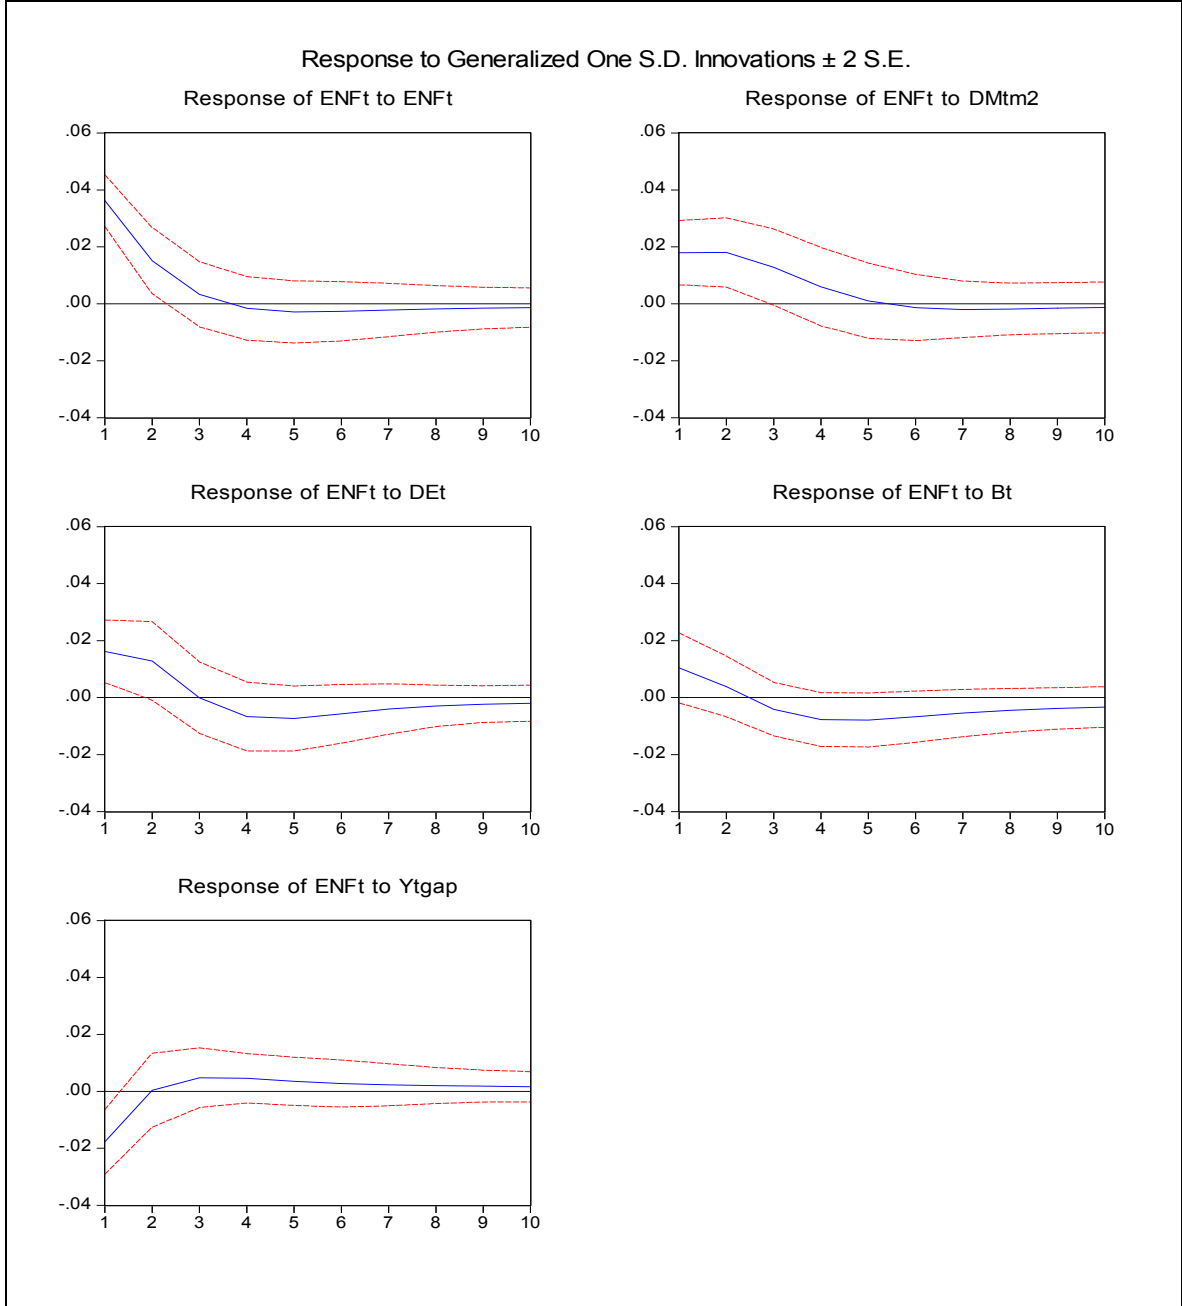 Response to Generalized One S.D. Innovations ± 2 S.E.
Response of ENFt to ENFt
.06
.04
.02
.00
-.02
-.04
1 2 3 4 5 6 7 8 9 10
Response of ENFt to DMtm2
.06
.04
.02
.00
-.02
-.04
1 2 3 4 5 6 7 8 9 10
Response of ENFt to DEt
.06
.04
.02
.00
-.02
-.04
1 2 3 4 5 6 7 8 9 10
Response of ENFt to Bt
.06
.04
.02
.00
-.02
-.04
1 2 3 4 5 6 7 8 9 10
Response of ENFt to Ytgap
.06
.04
.02
.00
-.02
-.04
1 2 3 4 5 6 7 8 9 10